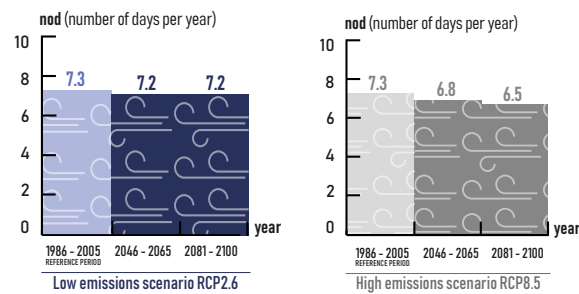 nod (number of days per year)
10
8
6
4
2
0
7.3
7.2
7.2
year
1986 - 2005
REFERENCE PERIOD
2046 - 2065
2081 - 2100
Low emissions scenario RCP2.6
nod (number of days per year)
10
8
6
4
2
0
7.3
6.8
6.5
year
1986 - 2005
REFERENCE PERIOD
2046 - 2065
2081 - 2100
High emissions scenario RCP8.5